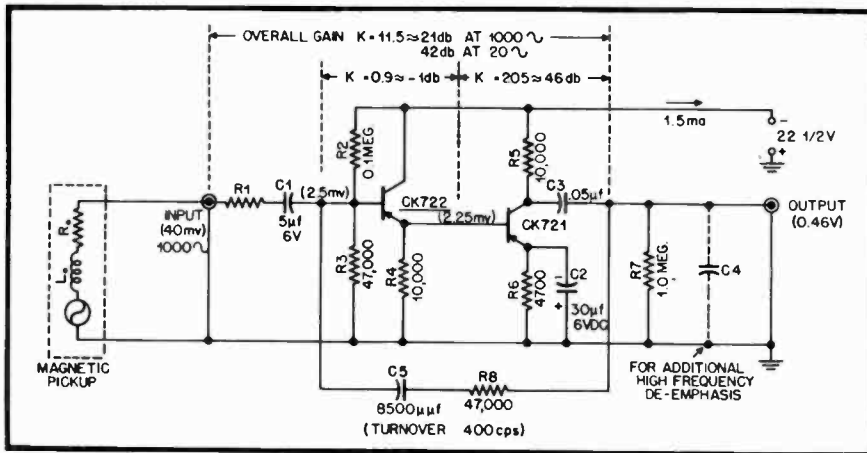 OVERALL GAIN K=11.5≈21db AT 1000∿
42db AT 20∿
K=0.9≈-1db
K=205≈46db
1.5ma
-
22 1/2V
+
R2
0.1MEG.
R5
10,000
R1
C1
5μf
6V
(2.5mv)
CK722
(2.25mv)
C3
.05μf
CK721
INPUT
(40mv)
1000∿
OUTPUT
(0.46V)
Ro
Lo
MAGNETIC
PICKUP
R3
47,000
R4
10,000
R6
4700
C2
+
30μf
6VDC
R7
1.0 MEG.
C4
C5
8500μμf
R8
47,000
(TURNOVER 400cps)
FOR ADDITIONAL
HIGH FREQUENCY
DE-EMPHASIS